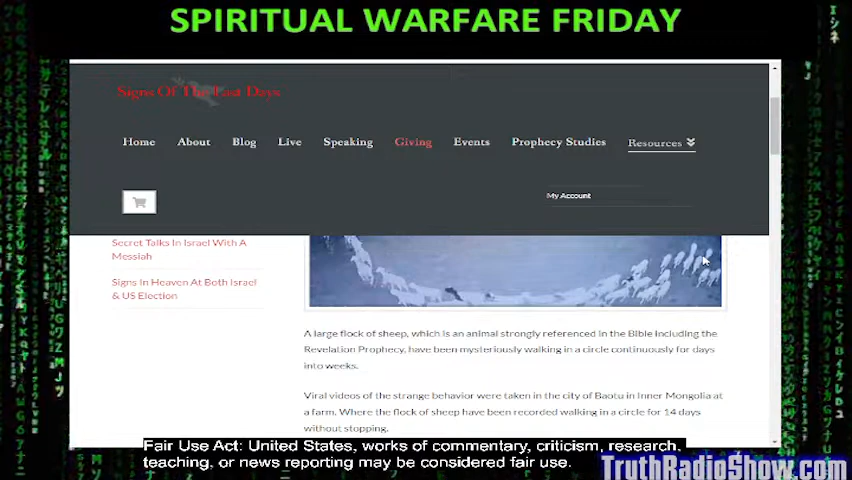 SPIRITUAL WARFARE FRIDAY
Signs Of The Last Days
Home About Blog Live Speaking Giving Events Prophecy Studies Resources
My Account
Secret Talks In Israel With A
Messiah
Signs In Heaven At Both Israel
& US Election
A large flock of sheep, which is an animal strongly referenced in the Bible including the
Revelation Prophecy, have been mysteriously walking in a circle continuously for days
into weeks.
Viral videos of the strange behavior were taken in the city of Baotu in Inner Mongolia at
a farm. Where the flock of sheep have been recorded walking in a circle for 14 days
without stopping.
Fair Use Act: United States, works of commentary, criticism, research,
teaching, or news reporting may be considered fair use.
TruthRadioShow.com